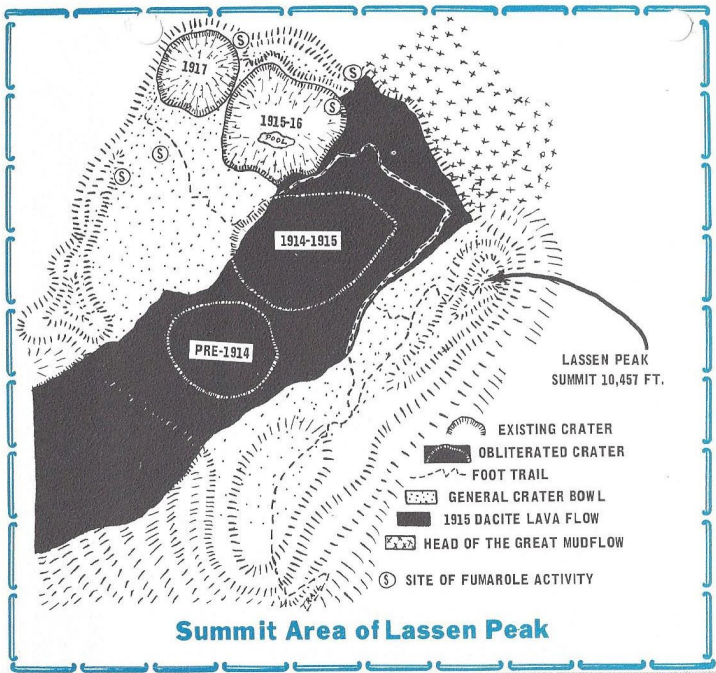 1917
S
S
1915-16
S
POOL
S
S
1914-1915
PRE-1914
LASSEN PEAK
SUMMIT 10,457 FT.
EXISTING CRATER
OBLITERATED CRATER
FOOT TRAIL
GENERAL CRATER BOWL
1915 DACITE LAVA FLOW
HEAD OF THE GREAT MUDFLOW
S SITE OF FUMAROLE ACTIVITY
TRAIL
Summit Area of Lassen Peak